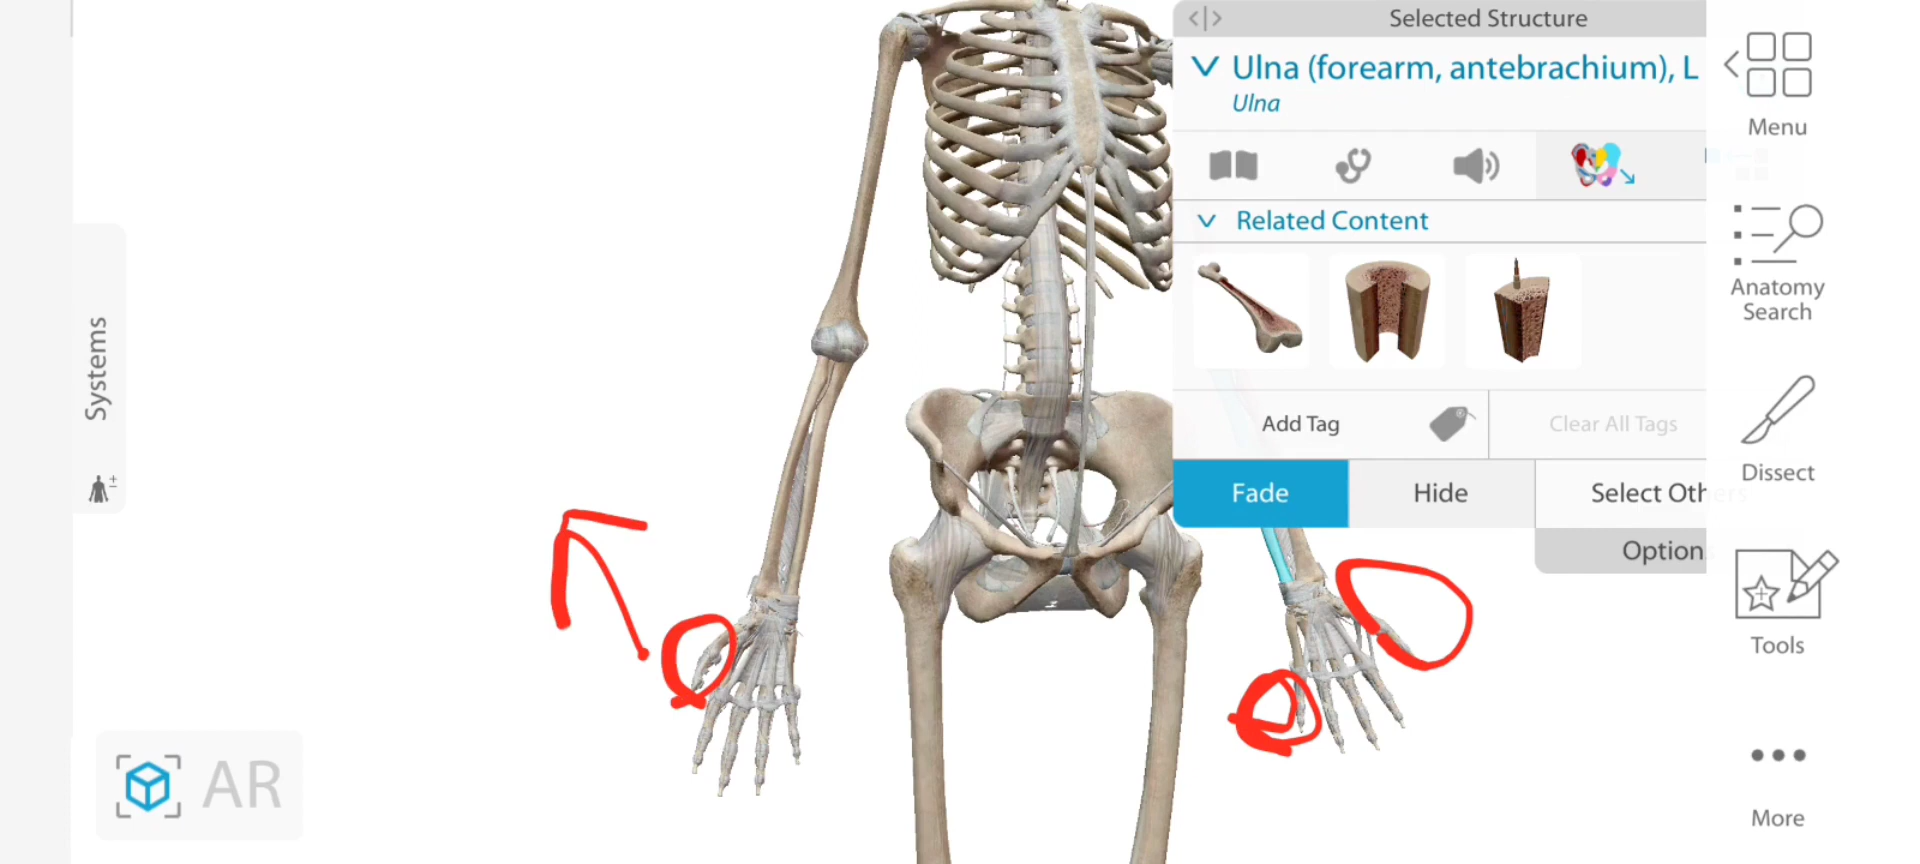 Selected Structure
Ulna (forearm, antebrachium), L
Ulna
Menu
Related Content
Anatomy
Search
Systems
Add Tag
Clear All Tags
Dissect
Fade
Hide
Select Others
Option
Tools
AR
More